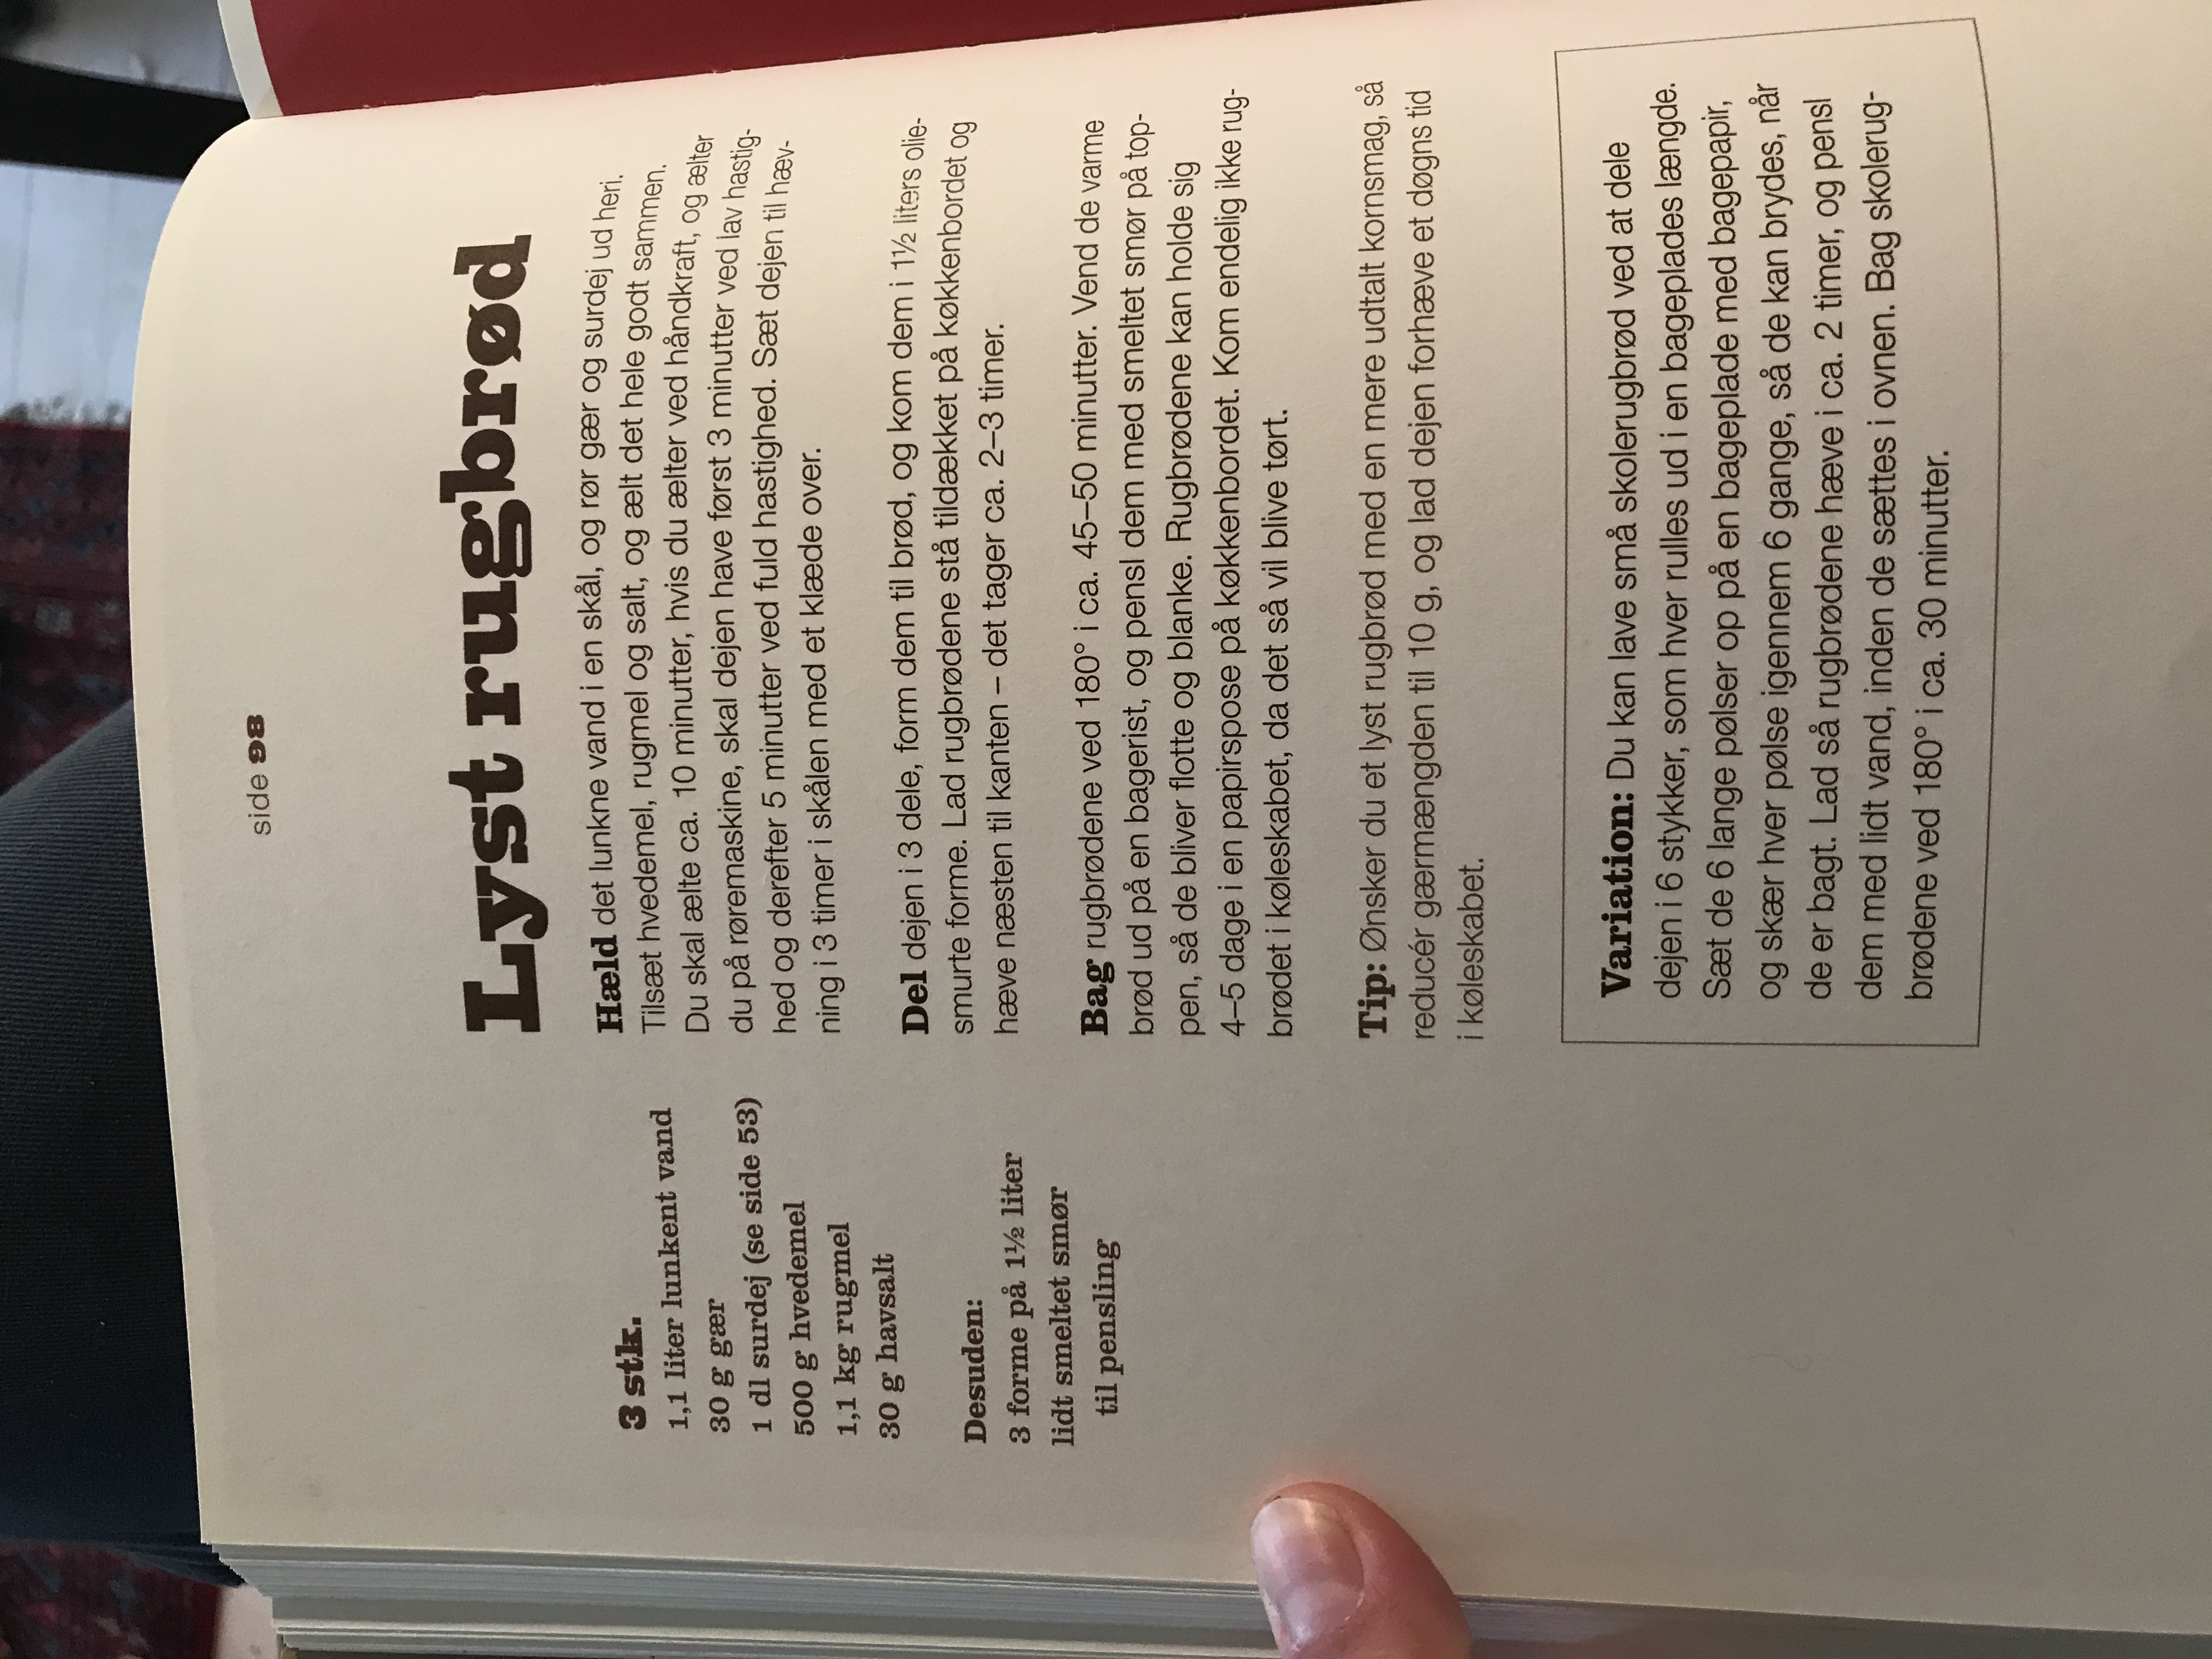 side 98
Lyst rugbrød
3 stk.
1,1 liter lunkent vand
30 g gær
1 dl surdej (se side 53)
500 g hvedemel
1,1 kg rugmel
30 g havsalt
Desuden:
3 forme på 1½ liter
lidt smeltet smør
til pensling
Hæld det lunkne vand i en skål, og rør gær og surdej ud heri.
Tilsæt hvedemel, rugmel og salt, og ælt det hele godt sammen.
Du skal ælte ca. 10 minutter, hvis du ælter ved håndkraft, og ælter
du på røremaskine, skal dejen have først 3 minutter ved lav hastig-
hed og derefter 5 minutter ved fuld hastighed. Sæt dejen til hæv-
ning i 3 timer i skålen med et klæde over.
Del dejen i 3 dele, form dem til brød, og kom dem i 1½ liters olie-
smurte forme. Lad rugbrødene stå tildækket på køkkenbordet og
hæve næsten til kanten – det tager ca. 2–3 timer.
Bag rugbrødene ved 180° i ca. 45–50 minutter. Vend de varme
brød ud på en bagerist, og pensl dem med smeltet smør på top-
pen, så de bliver flotte og blanke. Rugbrødene kan holde sig
4–5 dage i en papirspose på køkkenbordet. Kom endelig ikke rug-
brødet i køleskabet, da det så vil blive tørt.
Tip: Ønsker du et lyst rugbrød med en mere udtalt kornsmag, så
reducér gærmængden til 10 g, og lad dejen forhæve et døgns tid
i køleskabet.
Variation: Du kan lave små skolerugbrød ved at dele
dejen i 6 stykker, som hver rulles ud i en bageplades længde.
Sæt de 6 lange pølser op på en bageplade med bagepapir,
og skær hver pølse igennem 6 gange, så de kan brydes, når
de er bagt. Lad så rugbrødene hæve i ca. 2 timer, og pensl
dem med lidt vand, inden de sættes i ovnen. Bag skolerug-
brødene ved 180° i ca. 30 minutter.